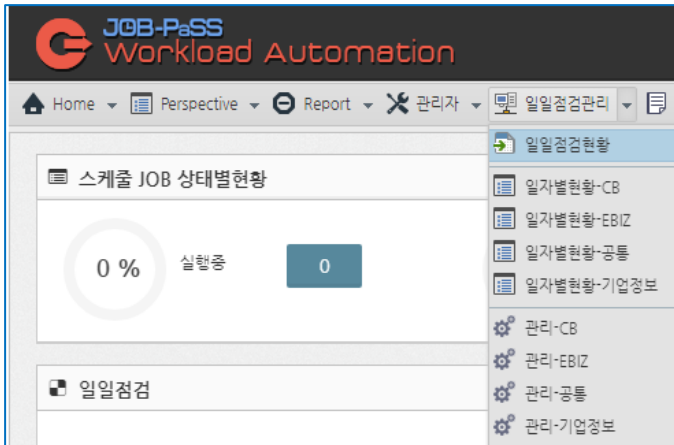 JOB-PaSS
Workload Automation
Home Perspective Report 관리자 일일점검관리
일일점검현황
일자별현황-CB
일자별현황-EBIZ
일자별현황-공통
일자별현황-기업정보
관리-CB
관리-EBIZ
관리-공통
관리-기업정보
스케줄 JOB 상태별현황
0 % 실행중 0
일일점검